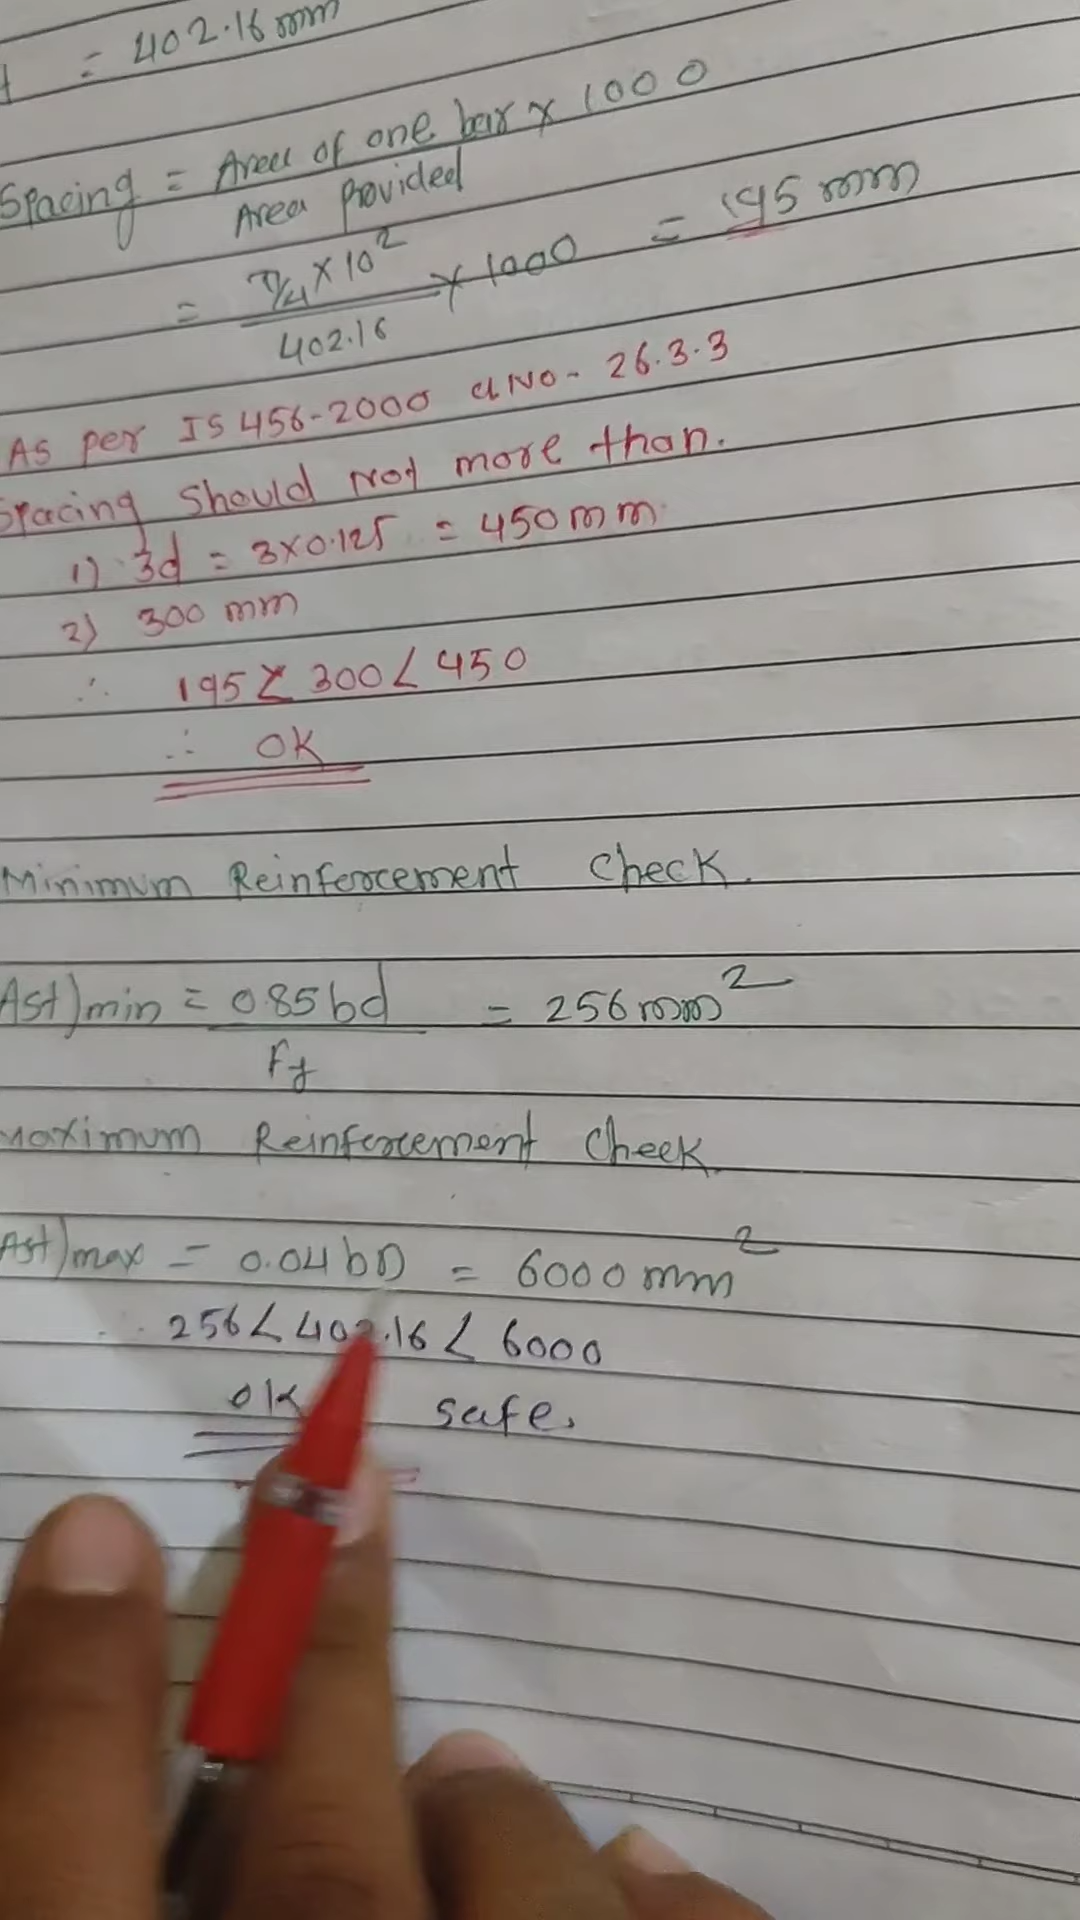 = 402.16 mm
Spacing = Area of one bar x 1000
Area Provided
= π/4 x 10² x 1000 = 195 mm
402.16
As per IS 456-2000 cl No - 26.3.3
Spacing should Not more than.
1) 3d = 3x0.125 = 450 mm
2) 300 mm
∴ 195 < 300 < 450
∴ OK
Minimum Reinforcement Check.
Ast)min = 0.85bd = 256 mm²
Fy
Maximum Reinforcement Check
Ast)max = 0.04bD = 6000 mm²
∴ 256 < 402.16 < 6000
ok safe.